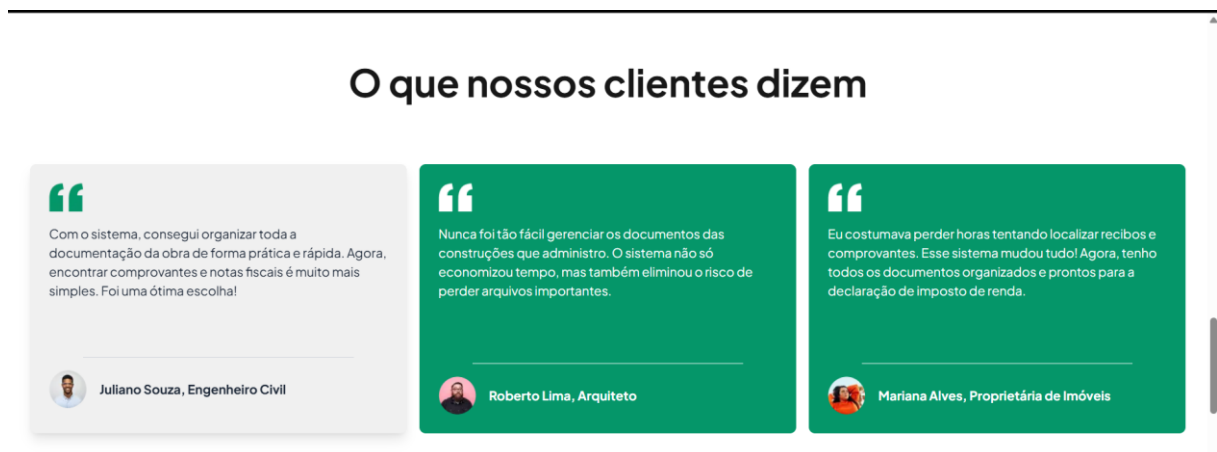 O que nossos clientes dizem
Com o sistema, consegui organizar toda a
documentação da obra de forma prática e rápida. Agora,
encontrar comprovantes e notas fiscais é muito mais
simples. Foi uma ótima escolha!
Juliano Souza, Engenheiro Civil
Nunca foi tão fácil gerenciar os documentos das
construções que administro. O sistema não só
economizou tempo, mas também eliminou o risco de
perder arquivos importantes.
Roberto Lima, Arquiteto
Eu costumava perder horas tentando localizar recibos e
comprovantes. Esse sistema mudou tudo! Agora, tenho
todos os documentos organizados e prontos para a
declaração de imposto de renda.
Mariana Alves, Proprietária de Imóveis